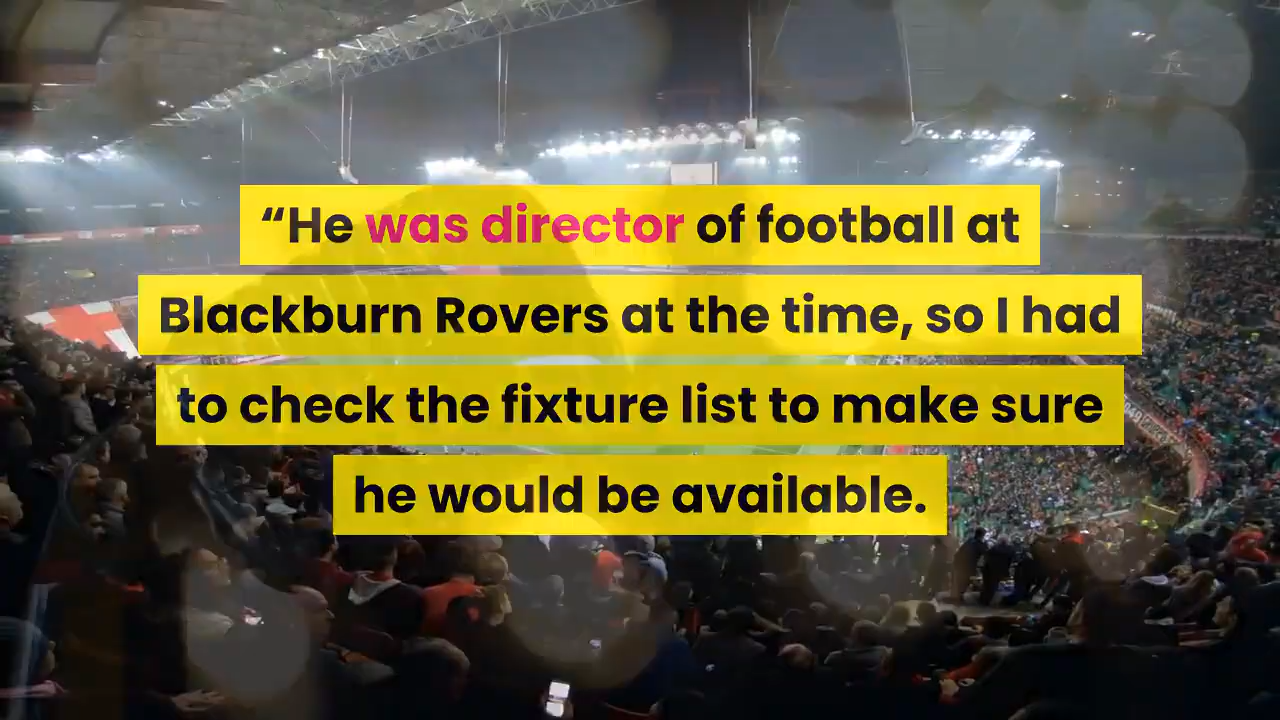 “He was director of football at
Blackburn Rovers at the time, so I had
to check the fixture list to make sure
he would be available.